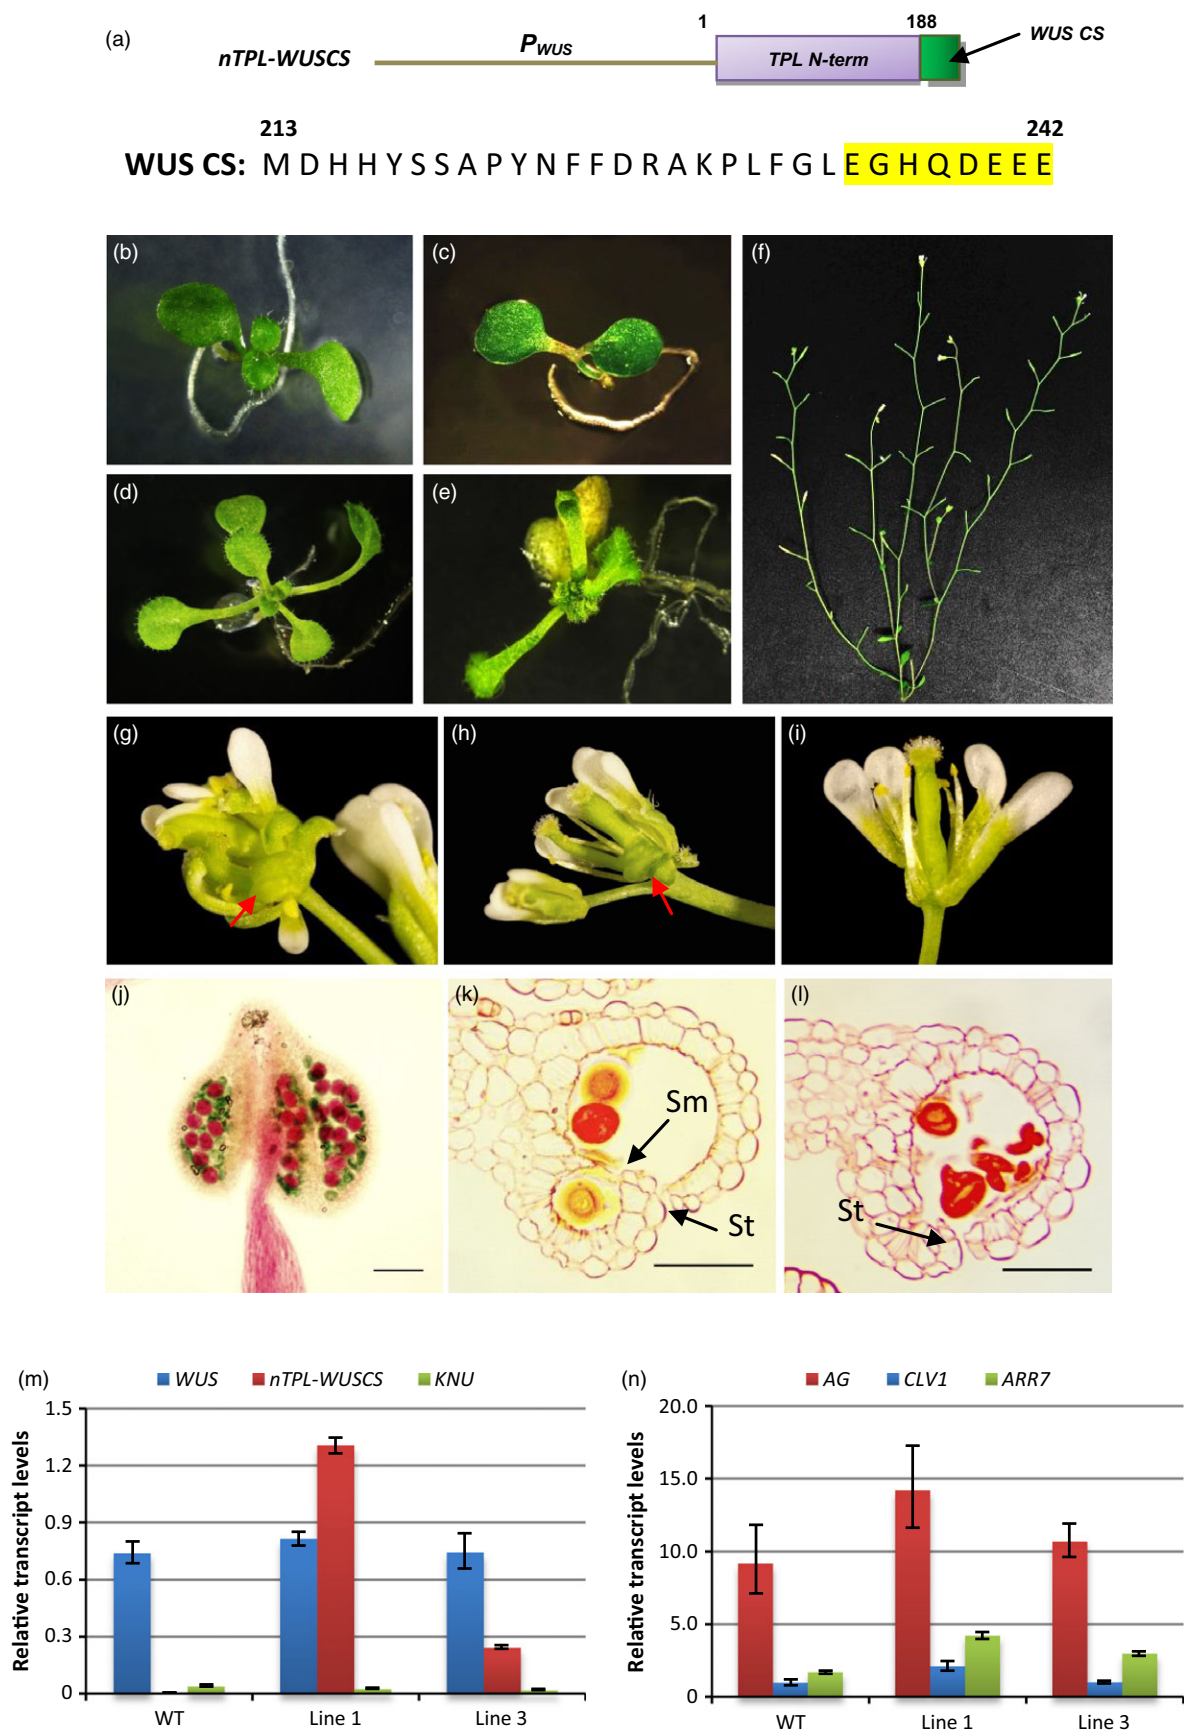 (a)
1 188
nTPL-WUSCS PWUS TPL N-term WUS CS
213 242
WUS CS: M D H H Y S S A P Y N F F D R A K P L F G L E G H Q D E E E
(b) (c) (f)
(d) (e)
(g) (h) (i)
(j) (k) (l)
Sm
St
St
(m) WUS nTPL-WUSCS KNU
Relative transcript levels
1.5
1.2
0.9
0.6
0.3
0
WT Line 1 Line 3
(n) AG CLV1 ARR7
Relative transcript levels
20.0
15.0
10.0
5.0
0
WT Line 1 Line 3